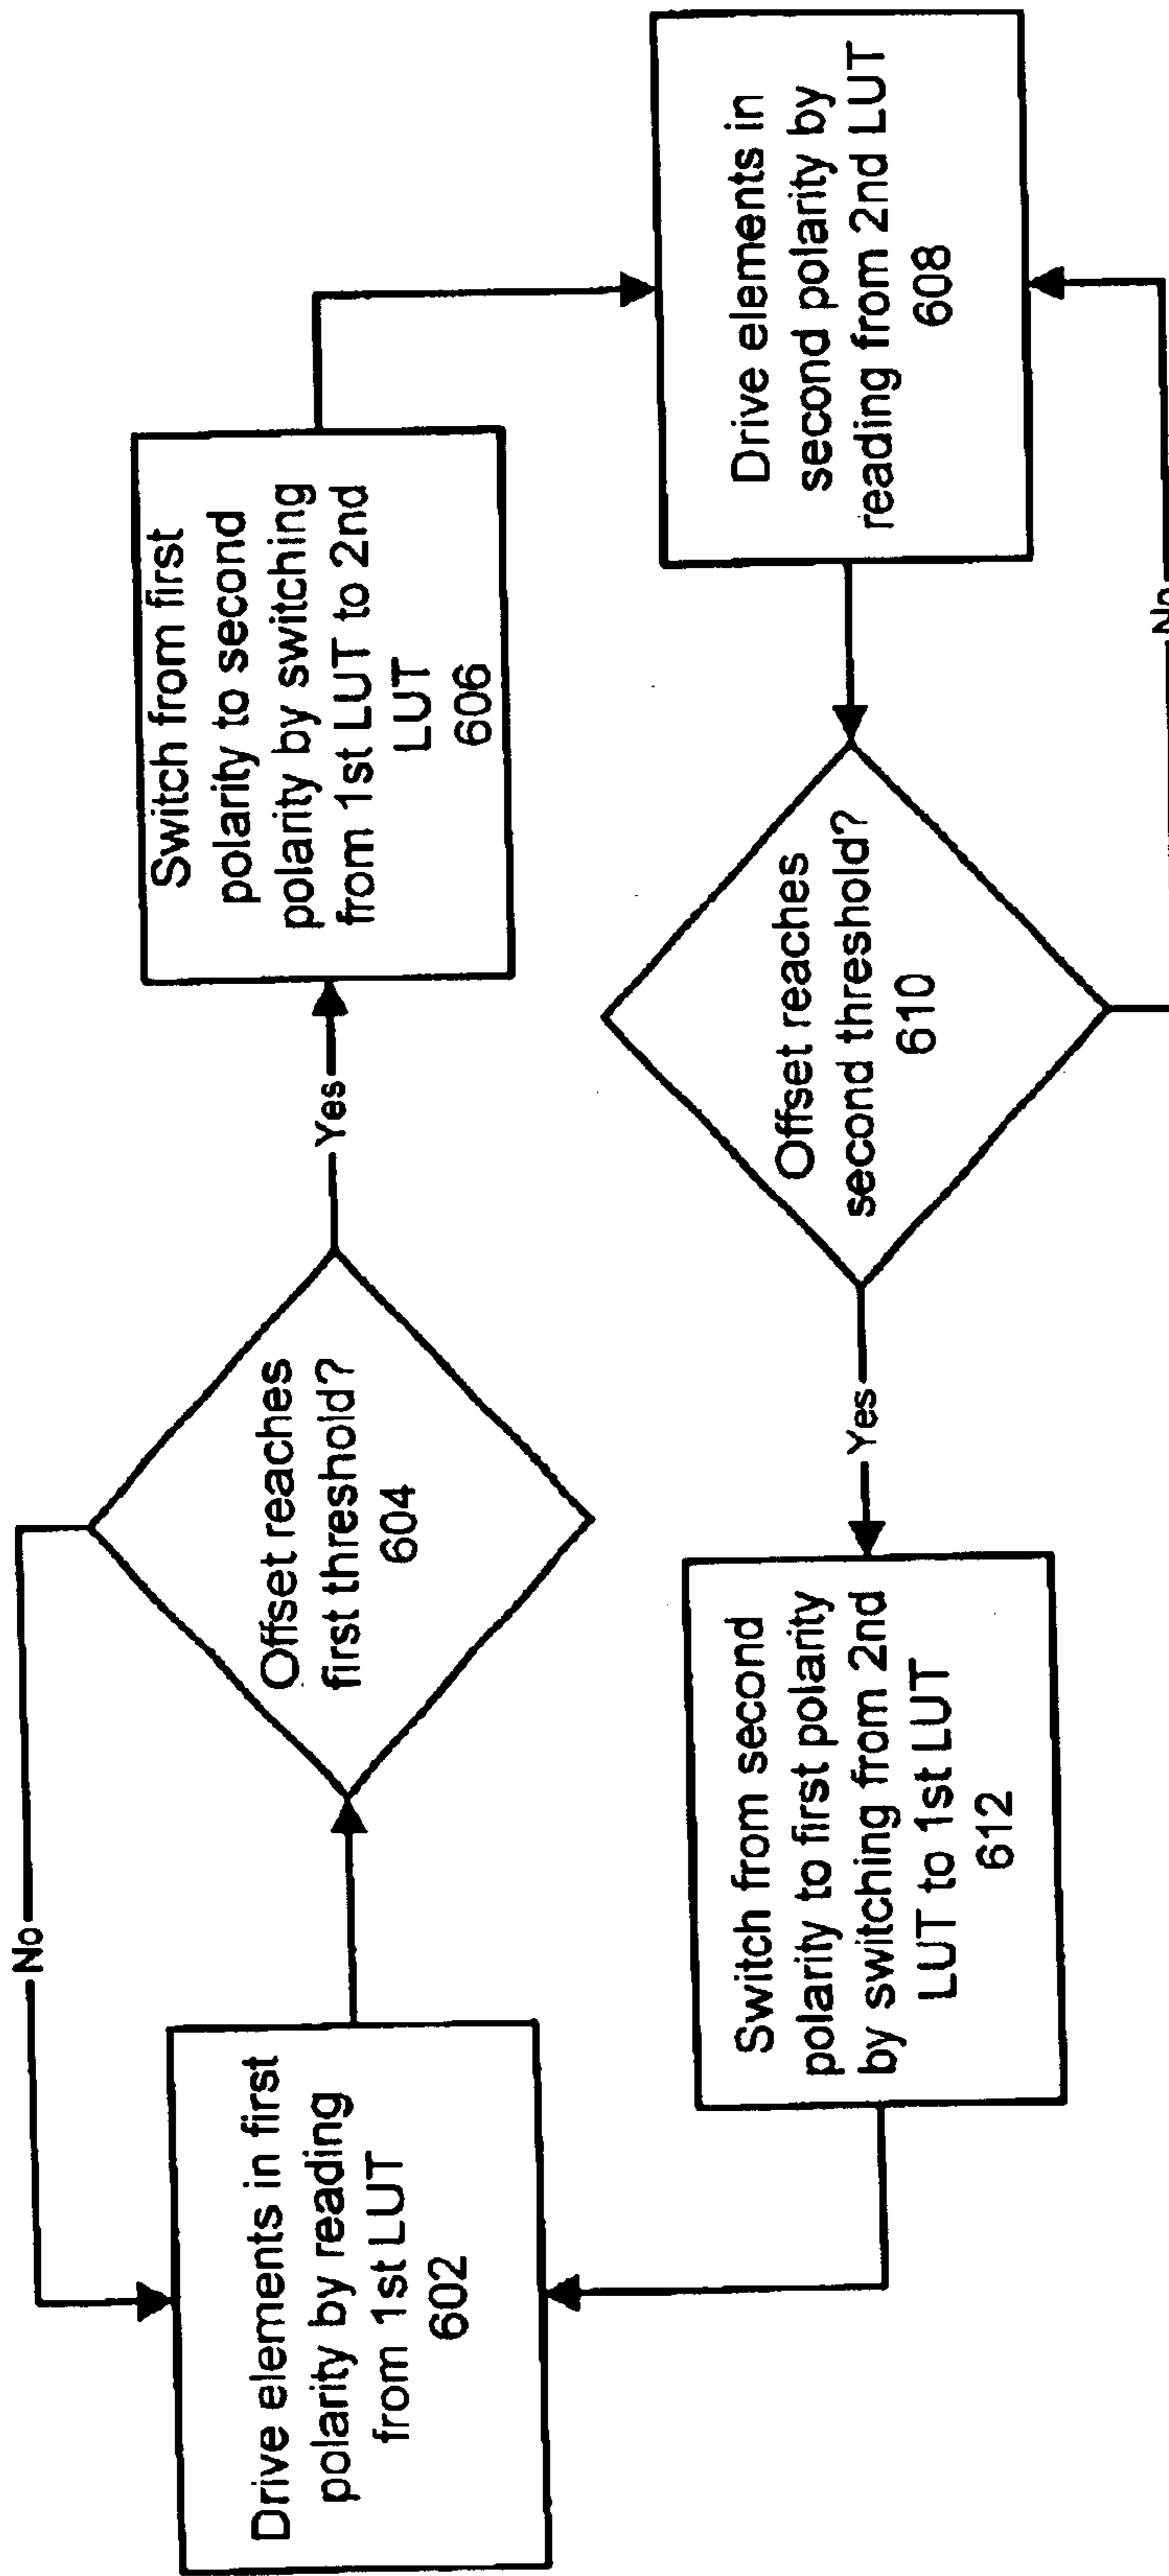 No
Drive elements in first
polarity by reading
from 1st LUT
602
Offset reaches
first threshold?
604
Yes
Switch from first
polarity to second
polarity by switching
from 1st LUT to 2nd
LUT
606
Drive elements in
second polarity by
reading from 2nd LUT
608
Offset reaches
second threshold?
610
No
Yes
Switch from second
polarity to first polarity
by switching from 2nd
LUT to 1st LUT
612